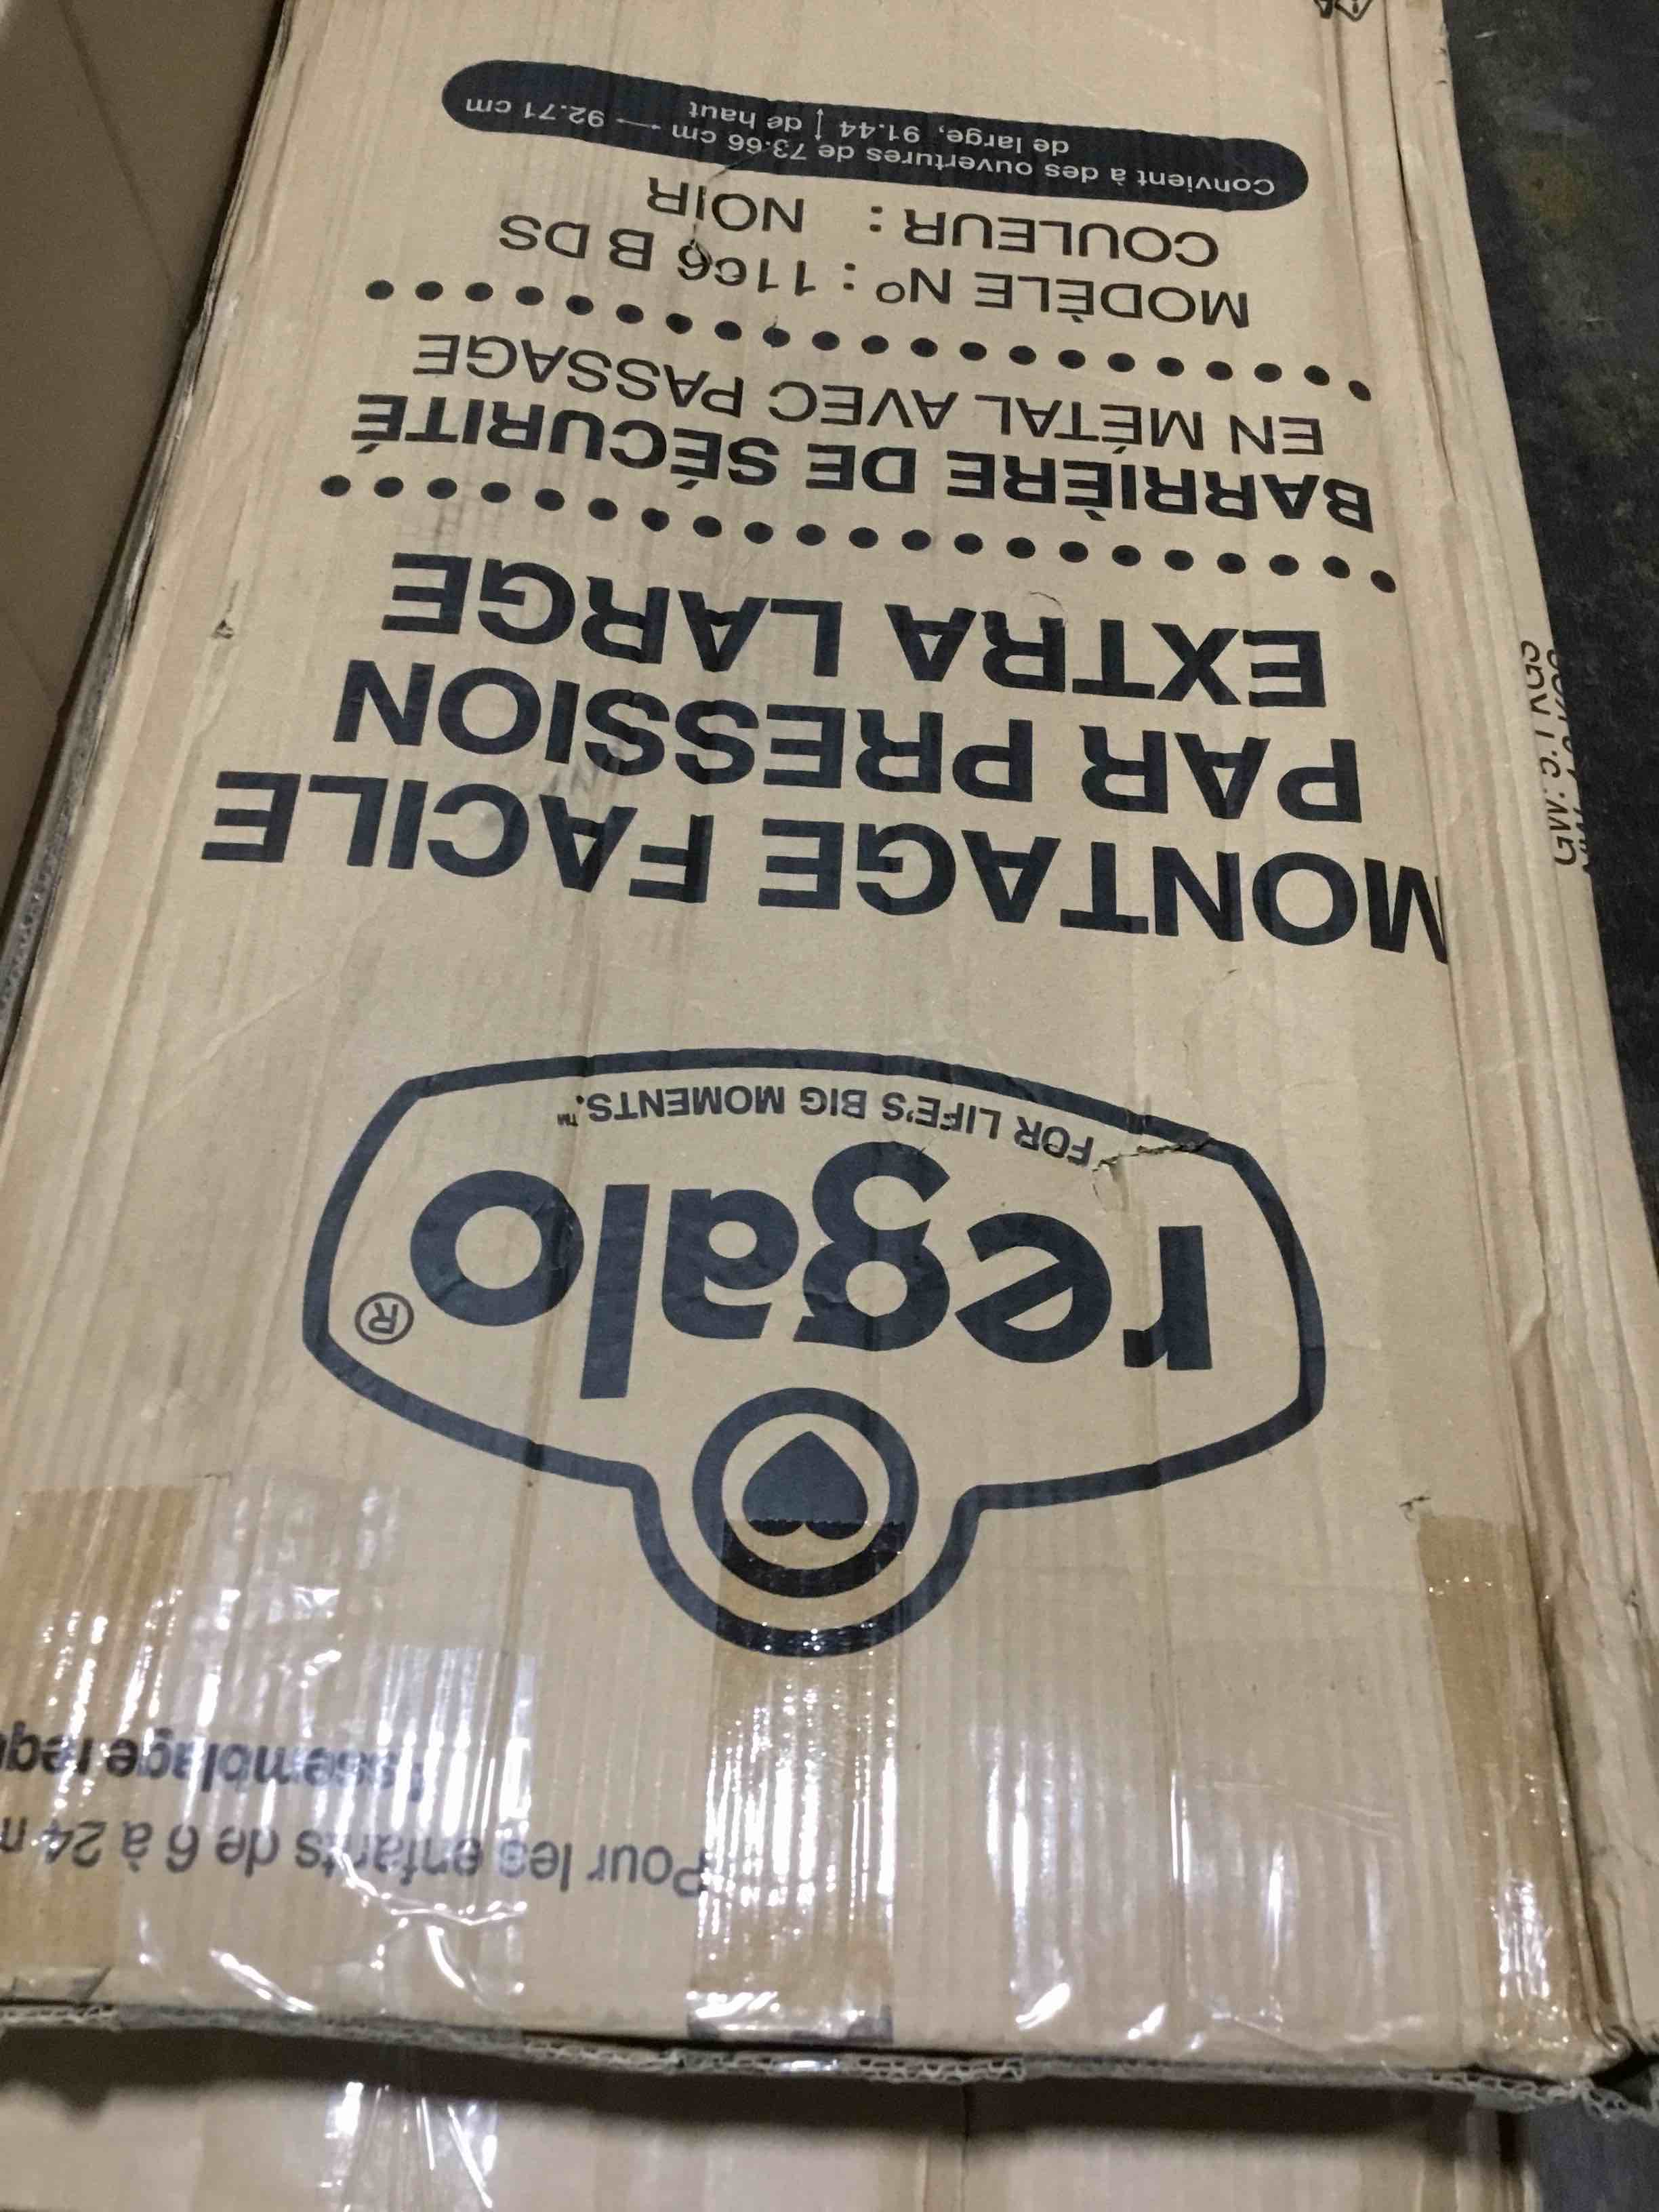 Pour les enfants de 6 à 24
Assemblage
regalo®
FOR LIFE'S BIG MOMENTS.™
MONTAGE FACILE
PAR PRESSION
EXTRA LARGE
BARRIÈRE DE SÉCURITÉ
EN MÉTAL AVEC PASSAGE
MODÈLE Nº : 1166 B DS
COULEUR : NOIR
Convient à des ouvertures de 73.66 cm — 92.71 cm
de large, 91.44 ↕ de haut